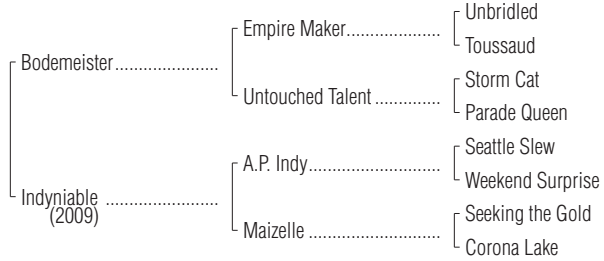 Unbridled
Empire Maker....................
Toussaud
Bodemeister......................
Storm Cat
Untouched Talent..............
Parade Queen
Seattle Slew
A.P. Indy............................
Weekend Surprise
Indyniable ........................
(2009)
Seeking the Gold
Maizelle ............................
Corona Lake